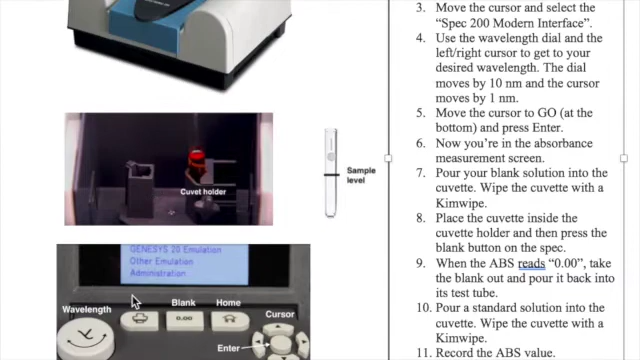 3. Move the cursor and select the
"Spec 200 Modern Interface".
4. Use the wavelength dial and the
left/right cursor to get to your
desired wavelength. The dial
moves by 10 nm and the cursor
moves by 1 nm.
5. Move the cursor to GO (at the
bottom) and press Enter.
6. Now you're in the absorbance
measurement screen.
7. Pour your blank solution into the
cuvette. Wipe the cuvette with a
Kimwipe.
8. Place the cuvette inside the
cuvette holder and then press the
blank button on the spec.
9. When the ABS reads "0.00", take
the blank out and pour it back into
its test tube.
10. Pour a standard solution into the
cuvette. Wipe the cuvette with a
Kimwipe.
11. Record the ABS value.
Cuvet holder
Sample
level
GENESYS 20 Emulation
Other Emulation
Administration
Wavelength
Blank
Home
Cursor
0.00
λ
Enter